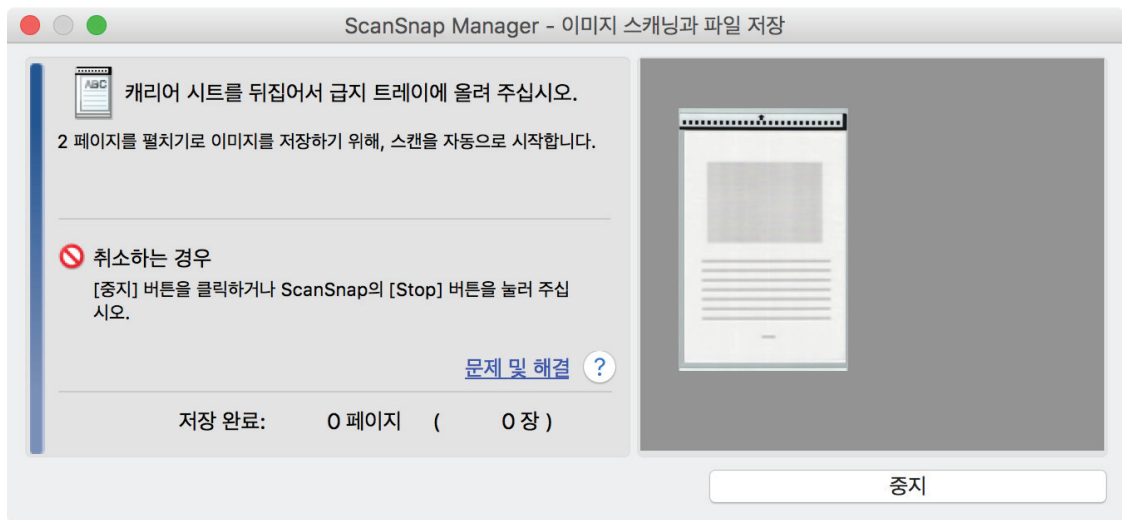 ScanSnap Manager – 이미지 스캐닝과 파일 저장
ABC
캐리어 시트를 뒤집어서 급지 트레이에 올려 주십시오.
2 페이지를 펼치기로 이미지를 저장하기 위해, 스캔을 자동으로 시작합니다.
취소하는 경우
[중지] 버튼을 클릭하거나 ScanSnap의 [Stop] 버튼을 눌러 주십
시오.
문제 및 해결 ?
저장 완료: 0 페이지 ( 0 장 )
중지